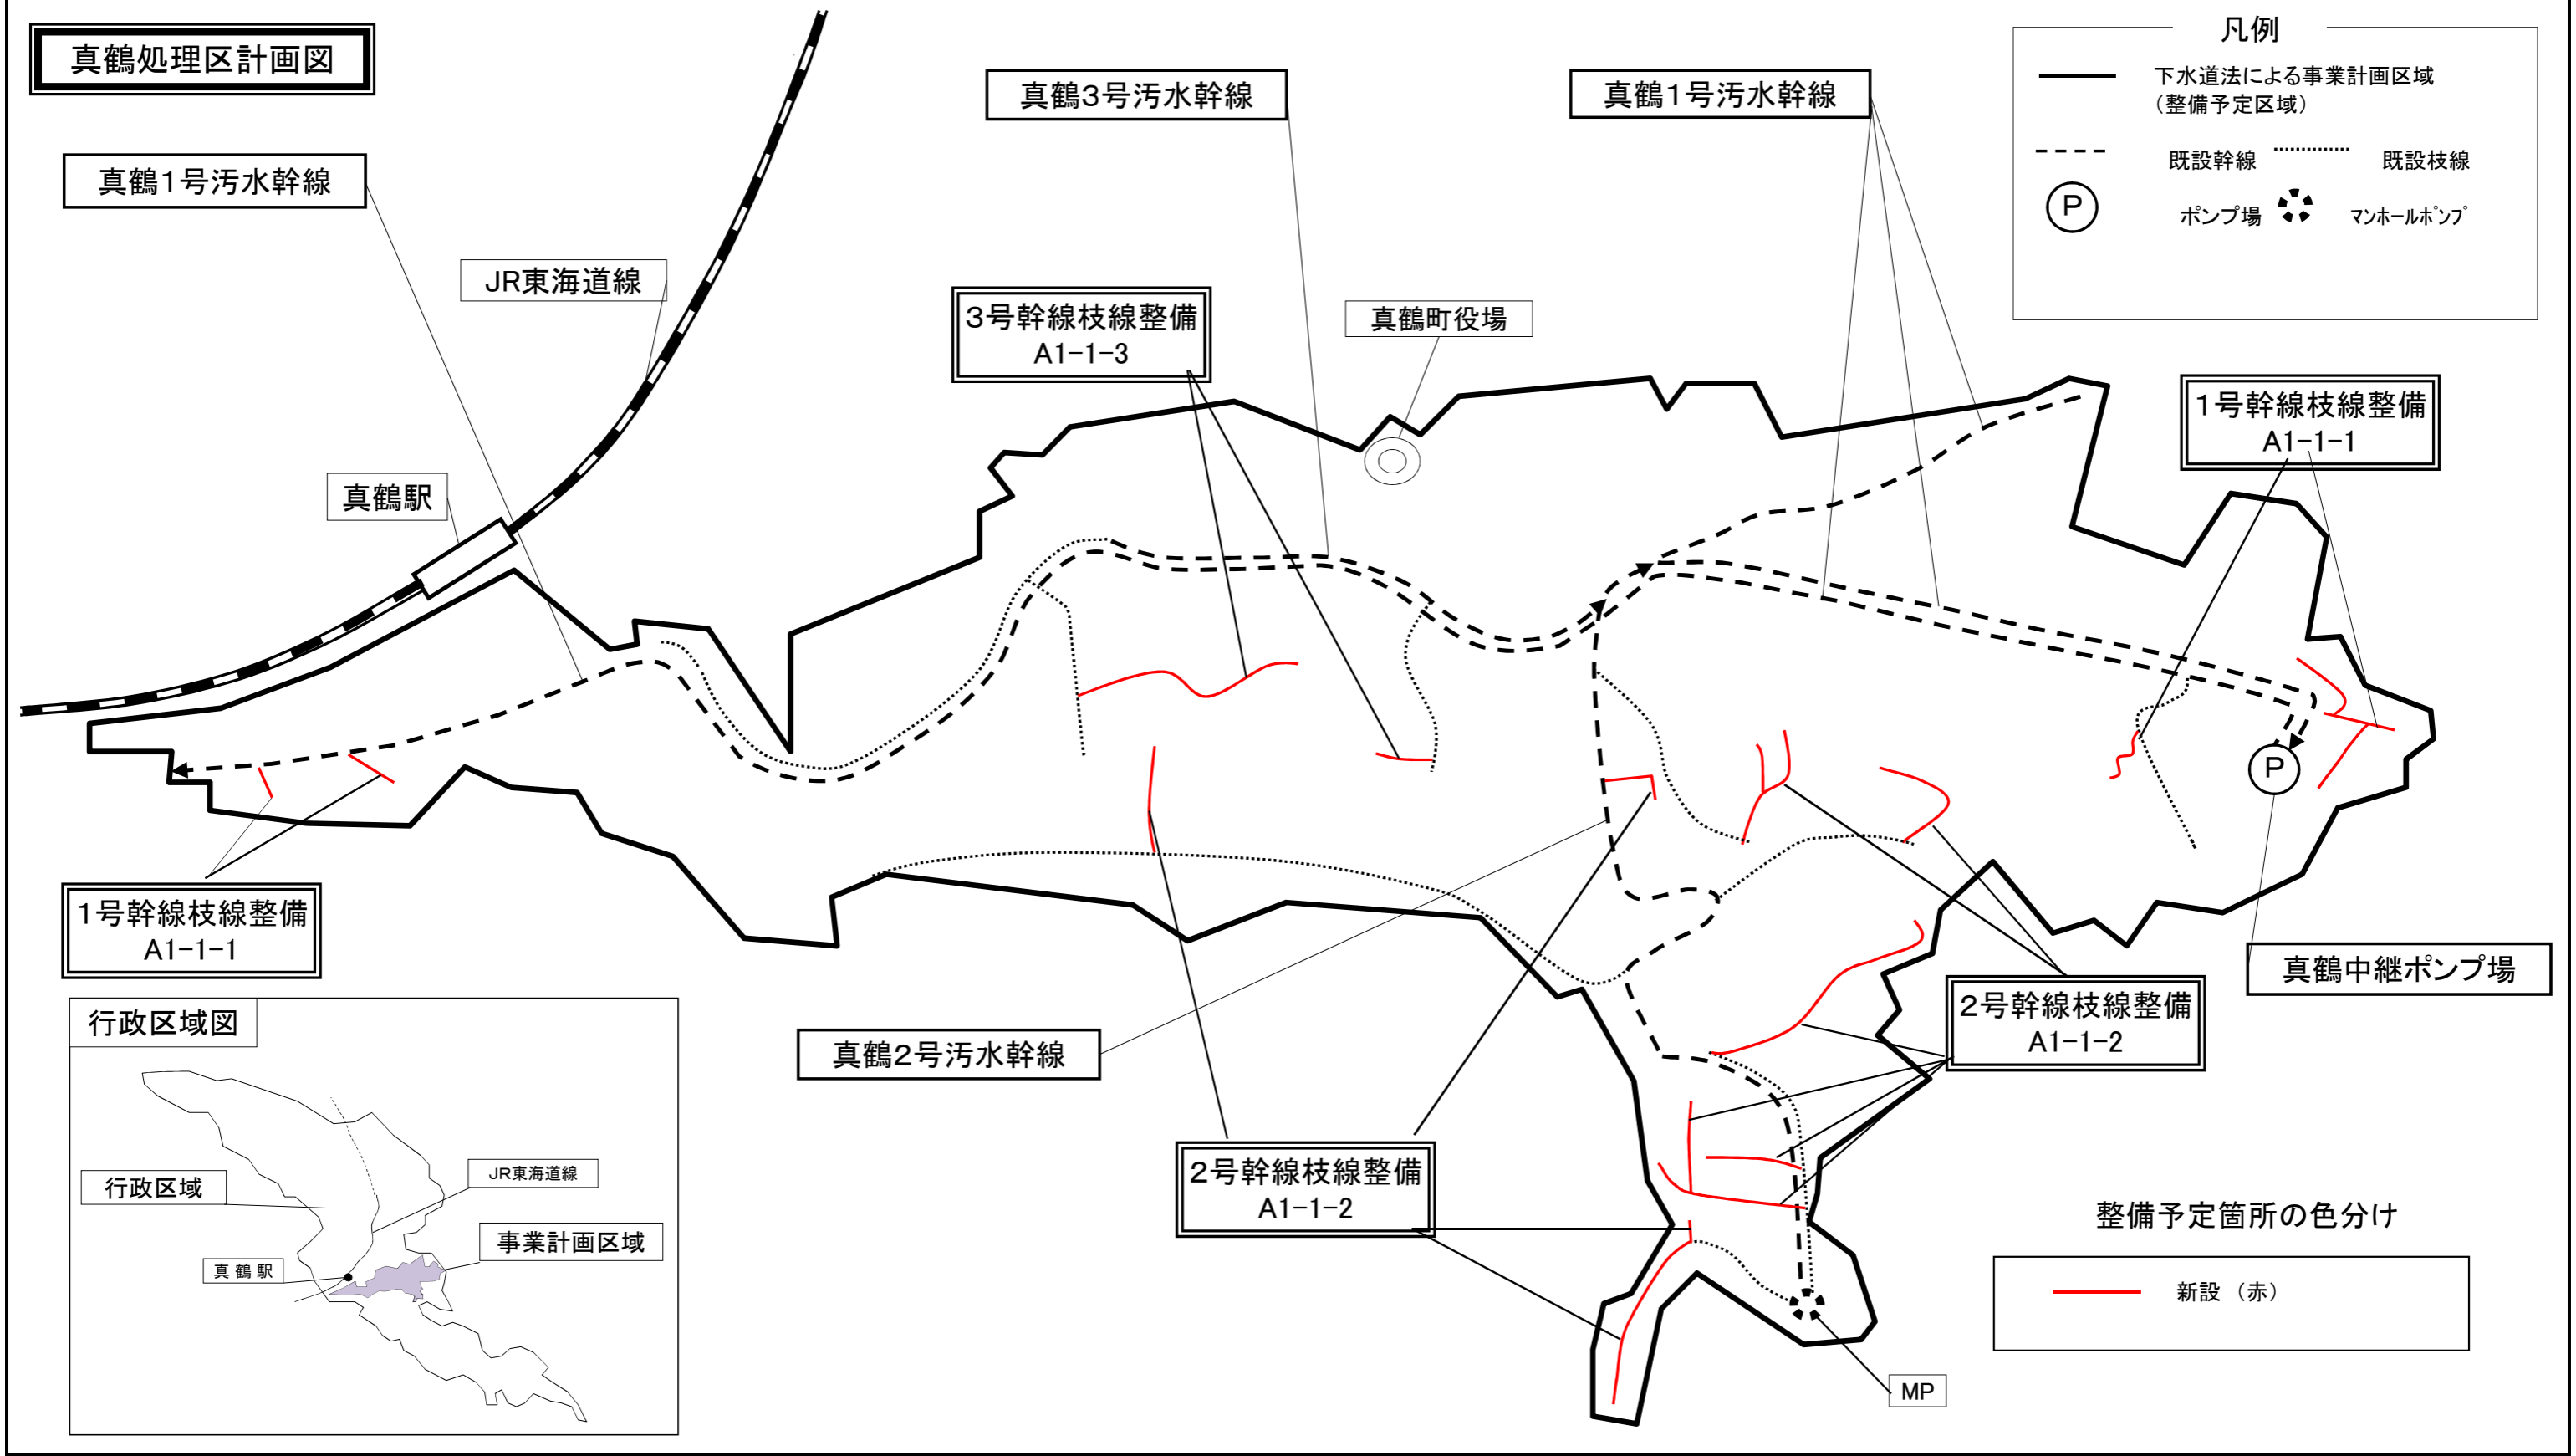 真鶴処理区計画図
真鶴1号汚水幹線
JR東海道線
真鶴駅
真鶴3号汚水幹線
3号幹線枝線整備
A1-1-3
真鶴町役場
真鶴1号汚水幹線
凡例
下水道法による事業計画区域
(整備予定区域)
既設幹線
既設枝線
P
ポンプ場
マンホールポンプ
1号幹線枝線整備
A1-1-1
P
1号幹線枝線整備
A1-1-1
真鶴中継ポンプ場
2号幹線枝線整備
A1-1-2
真鶴2号汚水幹線
2号幹線枝線整備
A1-1-2
MP
行政区域図
行政区域
JR東海道線
事業計画区域
真鶴駅
整備予定箇所の色分け
新設（赤）